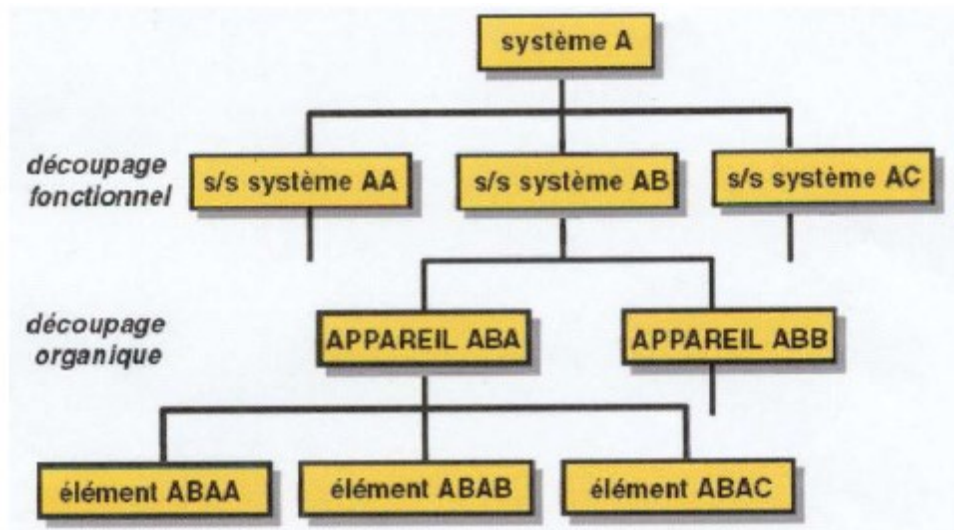 système A
découpage
fonctionnel
s/s système AA
s/s système AB
s/s système AC
découpage
organique
APPAREIL ABA
APPAREIL ABB
élément ABAA
élément ABAB
élément ABAC